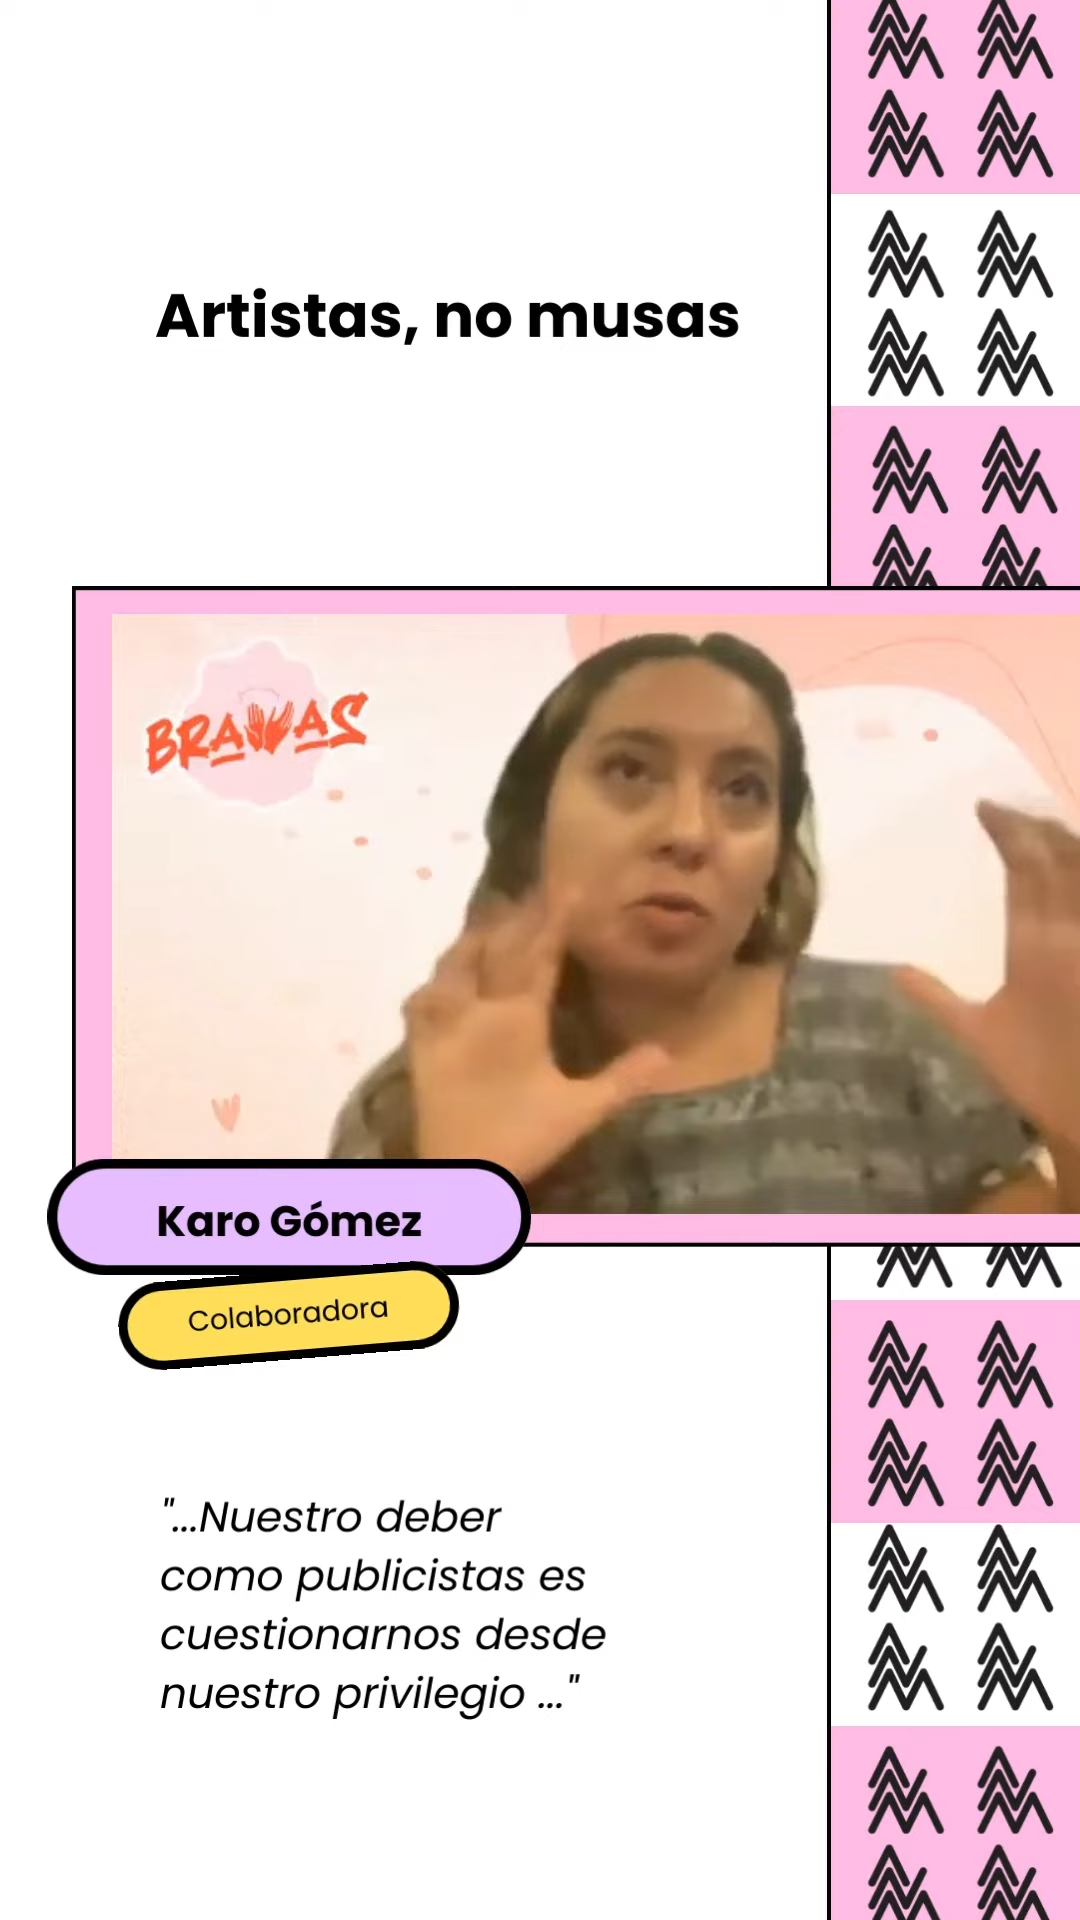 Artistas, no musas
BRAVAS
Karo Gómez
Colaboradora
"...Nuestro deber
como publicistas es
cuestionarnos desde
nuestro privilegio ..."